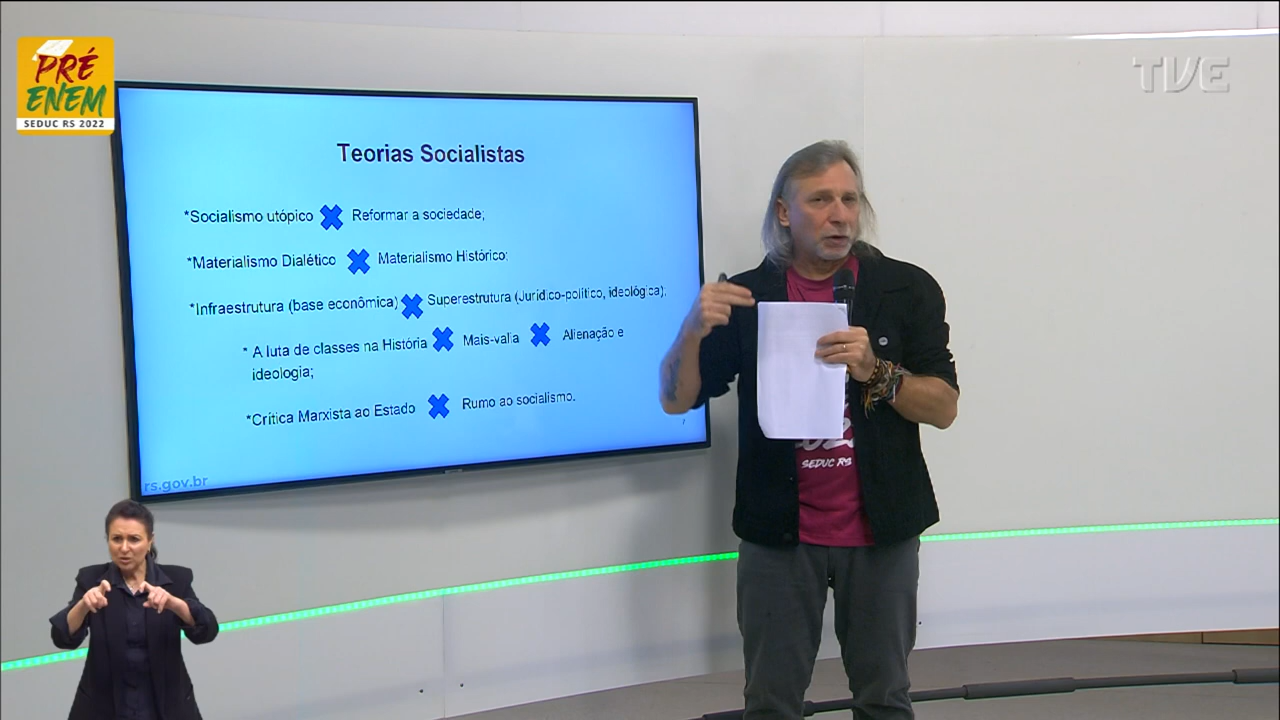 PRÉ
ENEM
SEDUC RS 2022
TVE
Teorias Socialistas
*Socialismo utópico ✖ Reformar a sociedade;
*Materialismo Dialético ✖ Materialismo Histórico;
*Infraestrutura (base econômica) ✖ Superestrutura (Jurídico-político, ideológica);
* A luta de classes na História ✖ Mais-valia ✖ Alienação e
ideologia;
*Crítica Marxista ao Estado ✖ Rumo ao socialismo.
rs.gov.br
SEDUC RS